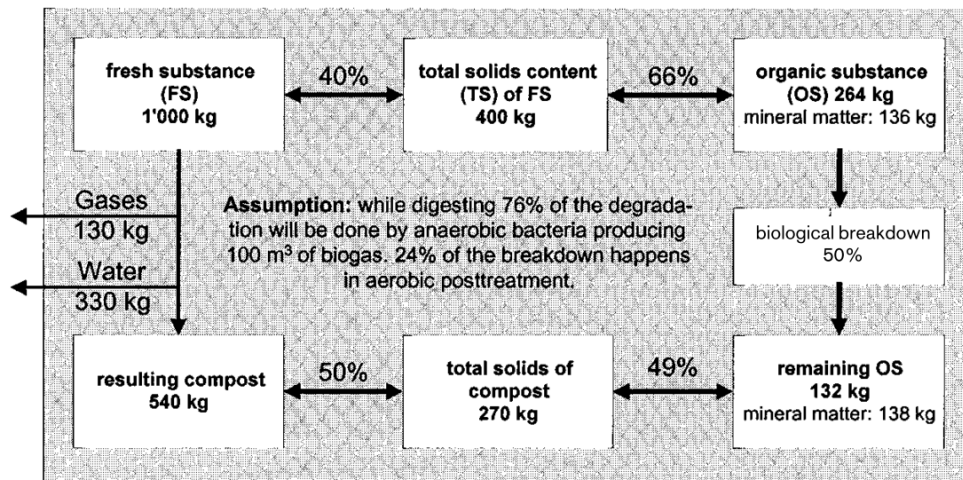 fresh substance
(FS)
1'000 kg
40%
total solids content
(TS) of FS
400 kg
66%
organic substance
(OS) 264 kg
mineral matter: 136 kg
Gases
130 kg
Water
330 kg
Assumption: while digesting 76% of the degrada-
tion will be done by anaerobic bacteria producing
100 m³ of biogas. 24% of the breakdown happens
in aerobic posttreatment.
biological breakdown
50%
resulting compost
540 kg
50%
total solids of
compost
270 kg
49%
remaining OS
132 kg
mineral matter: 138 kg